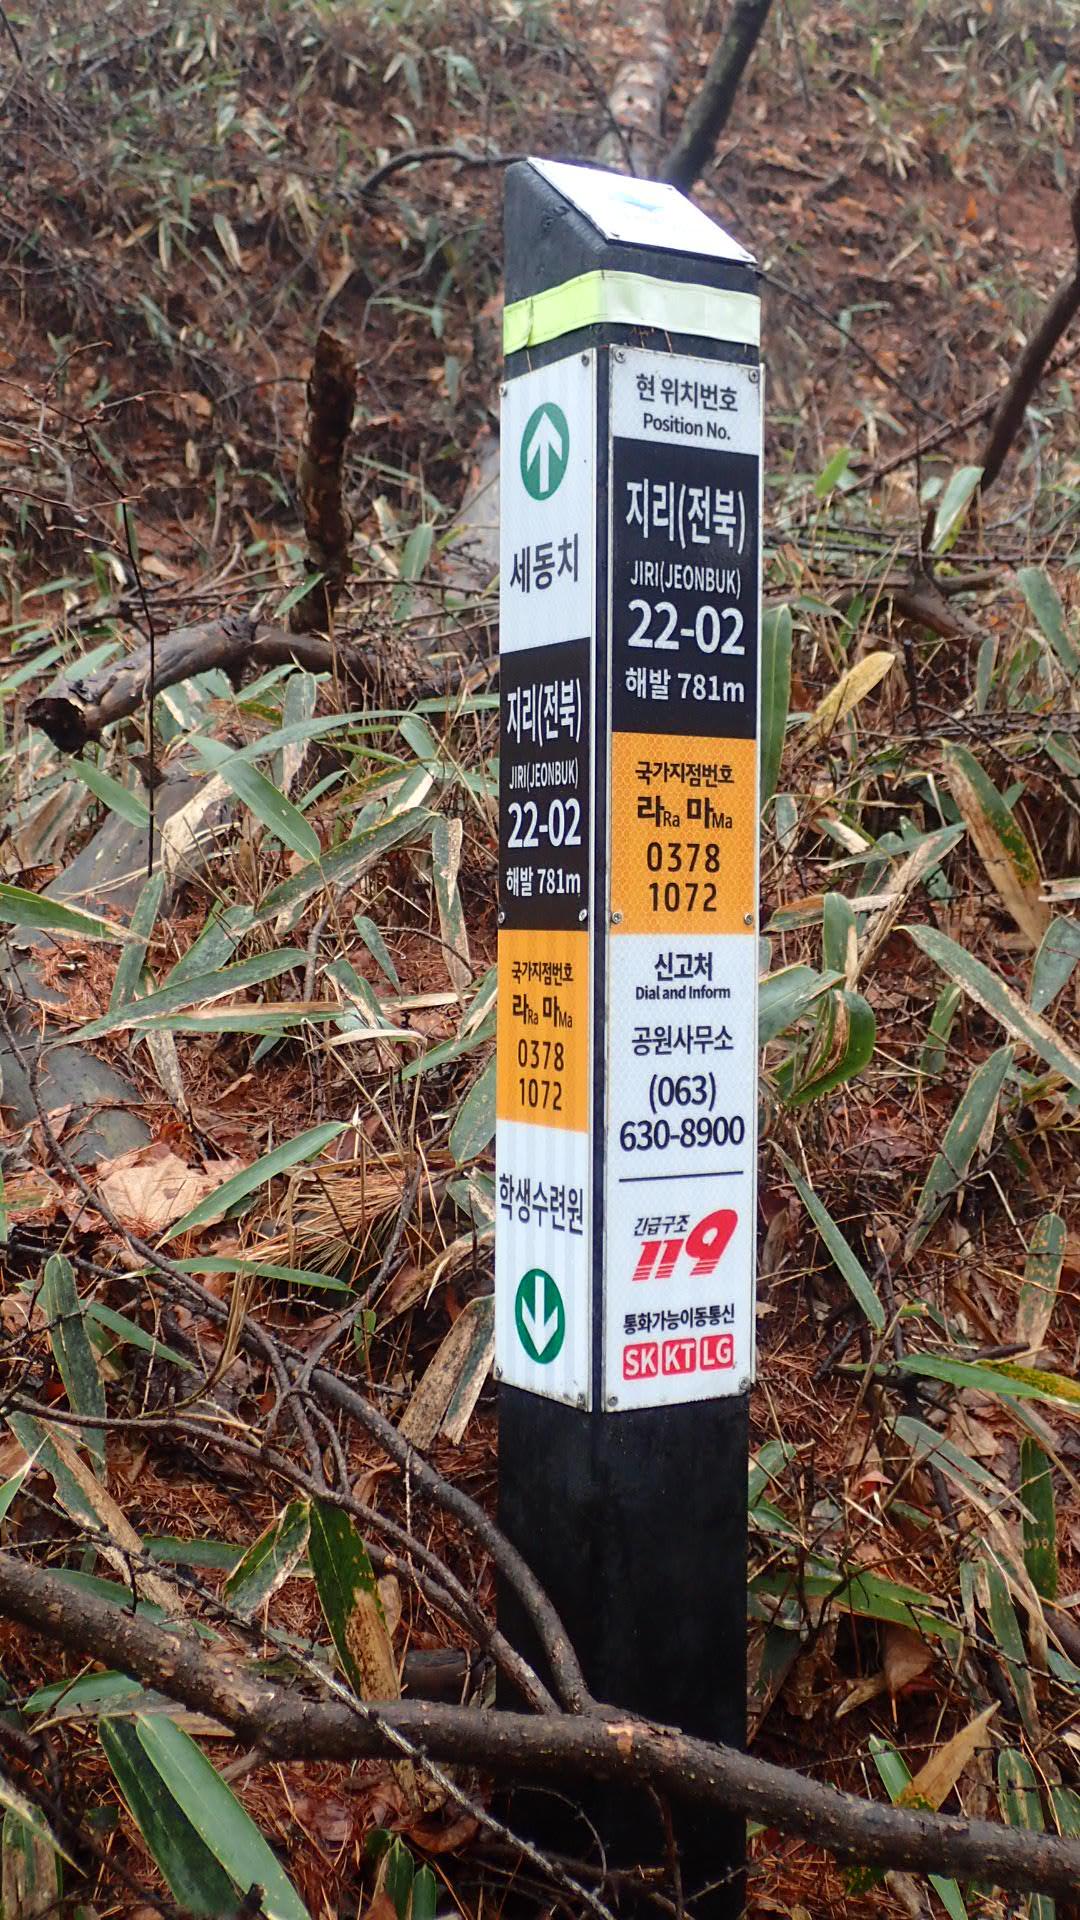 세동치
지리(전북)
JIRI(JEONBUK)
22-02
해발 781m
국가지점번호
라Ra 마Ma
0378
1072
학생수련원
현 위치번호
Position No.
지리(전북)
JIRI(JEONBUK)
22-02
해발 781m
국가지점번호
라Ra 마Ma
0378
1072
신고처
Dial and Inform
공원사무소
(063)
630-8900
긴급구조
119
통화가능이동통신
SK KT LG